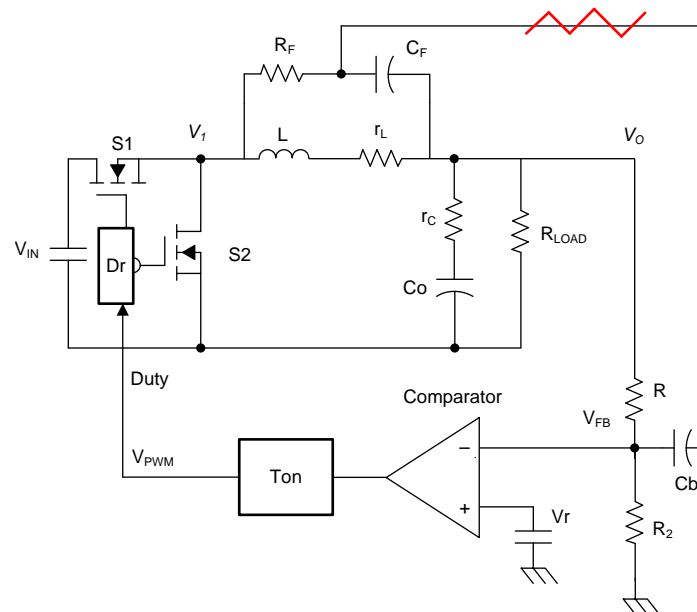 R_F
C_F
V_1
L
r_L
V_O
S1
r_C
R_LOAD
V_IN
Dr
S2
Co
Duty
Comparator
R
V_FB
V_PWM
Ton
−
+
Vr
Cb
R_2